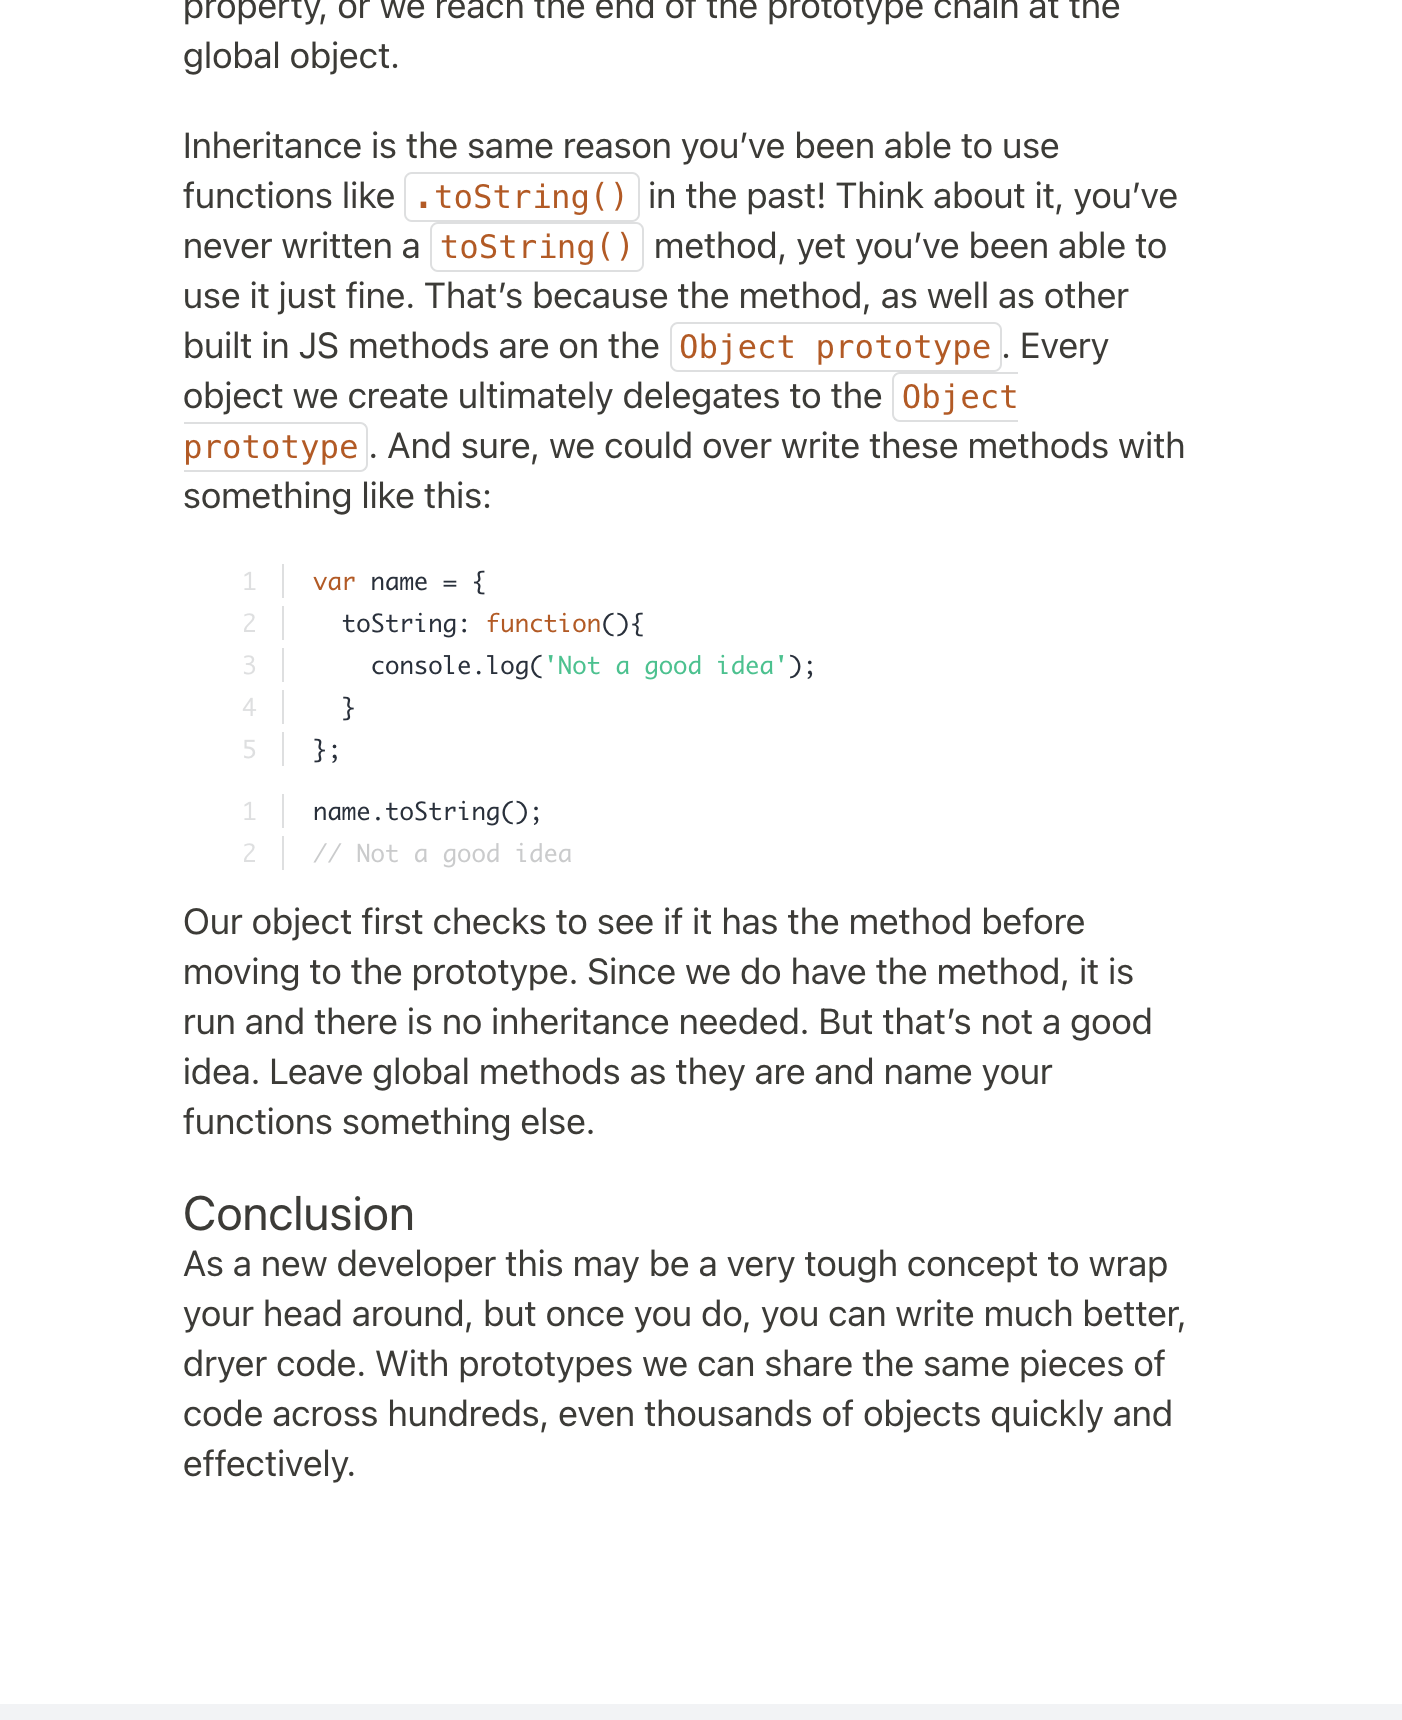 property, or we reach the end of the prototype chain at the
global object.
Inheritance is the same reason you’ve been able to use
functions like .toString() in the past! Think about it, you’ve
never written a toString() method, yet you’ve been able to
use it just fine. That’s because the method, as well as other
built in JS methods are on the Object prototype. Every
object we create ultimately delegates to the Object
prototype. And sure, we could over write these methods with
something like this:
1 var name = {
2   toString: function(){
3     console.log('Not a good idea');
4   }
5 };
1 name.toString();
2 // Not a good idea
Our object first checks to see if it has the method before
moving to the prototype. Since we do have the method, it is
run and there is no inheritance needed. But that’s not a good
idea. Leave global methods as they are and name your
functions something else.
Conclusion
As a new developer this may be a very tough concept to wrap
your head around, but once you do, you can write much better,
dryer code. With prototypes we can share the same pieces of
code across hundreds, even thousands of objects quickly and
effectively.